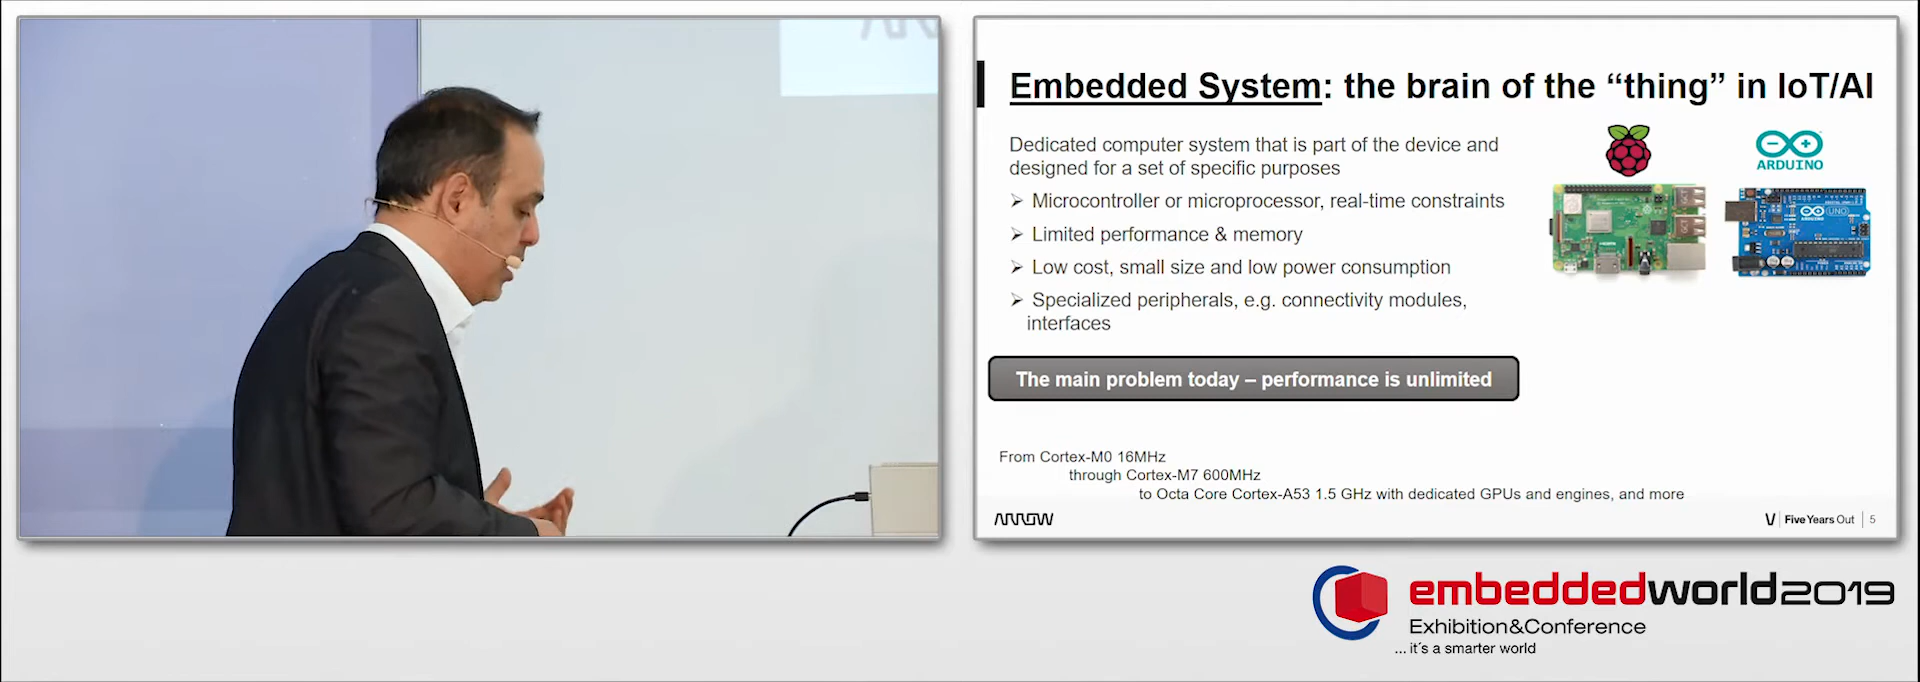 ARROW
Embedded System: the brain of the “thing” in IoT/AI
Dedicated computer system that is part of the device and
designed for a set of specific purposes
➢ Microcontroller or microprocessor, real-time constraints
➢ Limited performance & memory
➢ Low cost, small size and low power consumption
➢ Specialized peripherals, e.g. connectivity modules,
interfaces
ARDUINO
UNO
The main problem today – performance is unlimited
From Cortex-M0 16MHz
through Cortex-M7 600MHz
to Octa Core Cortex-A53 1.5 GHz with dedicated GPUs and engines, and more
ARROW
Five Years Out | 5
embeddedworld2019
Exhibition&Conference
... it´s a smarter world